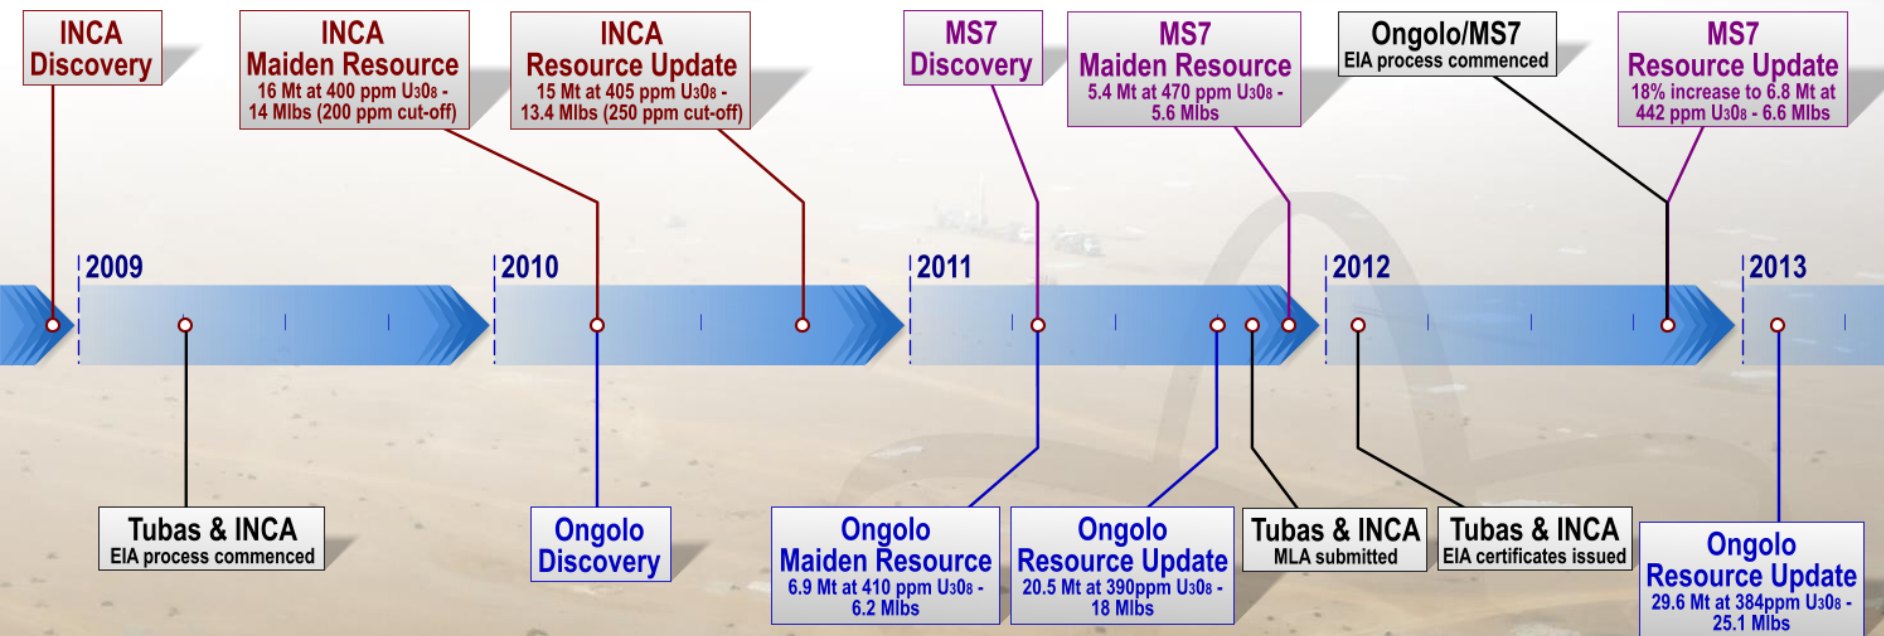 INCA
Discovery
INCA
Maiden Resource
16 Mt at 400 ppm U3O8 -
14 Mlbs (200 ppm cut-off)
INCA
Resource Update
15 Mt at 405 ppm U3O8 -
13.4 Mlbs (250 ppm cut-off)
MS7
Discovery
MS7
Maiden Resource
5.4 Mt at 470 ppm U3O8 -
5.6 Mlbs
Ongolo/MS7
EIA process commenced
MS7
Resource Update
18% increase to 6.8 Mt at
442 ppm U3O8 - 6.6 Mlbs
2009
2010
2011
2012
2013
Tubas & INCA
EIA process commenced
Ongolo
Discovery
Ongolo
Maiden Resource
6.9 Mt at 410 ppm U3O8 -
6.2 Mlbs
Ongolo
Resource Update
20.5 Mt at 390ppm U3O8 -
18 Mlbs
Tubas & INCA
MLA submitted
Tubas & INCA
EIA certificates issued
Ongolo
Resource Update
29.6 Mt at 384ppm U3O8 -
25.1 Mlbs